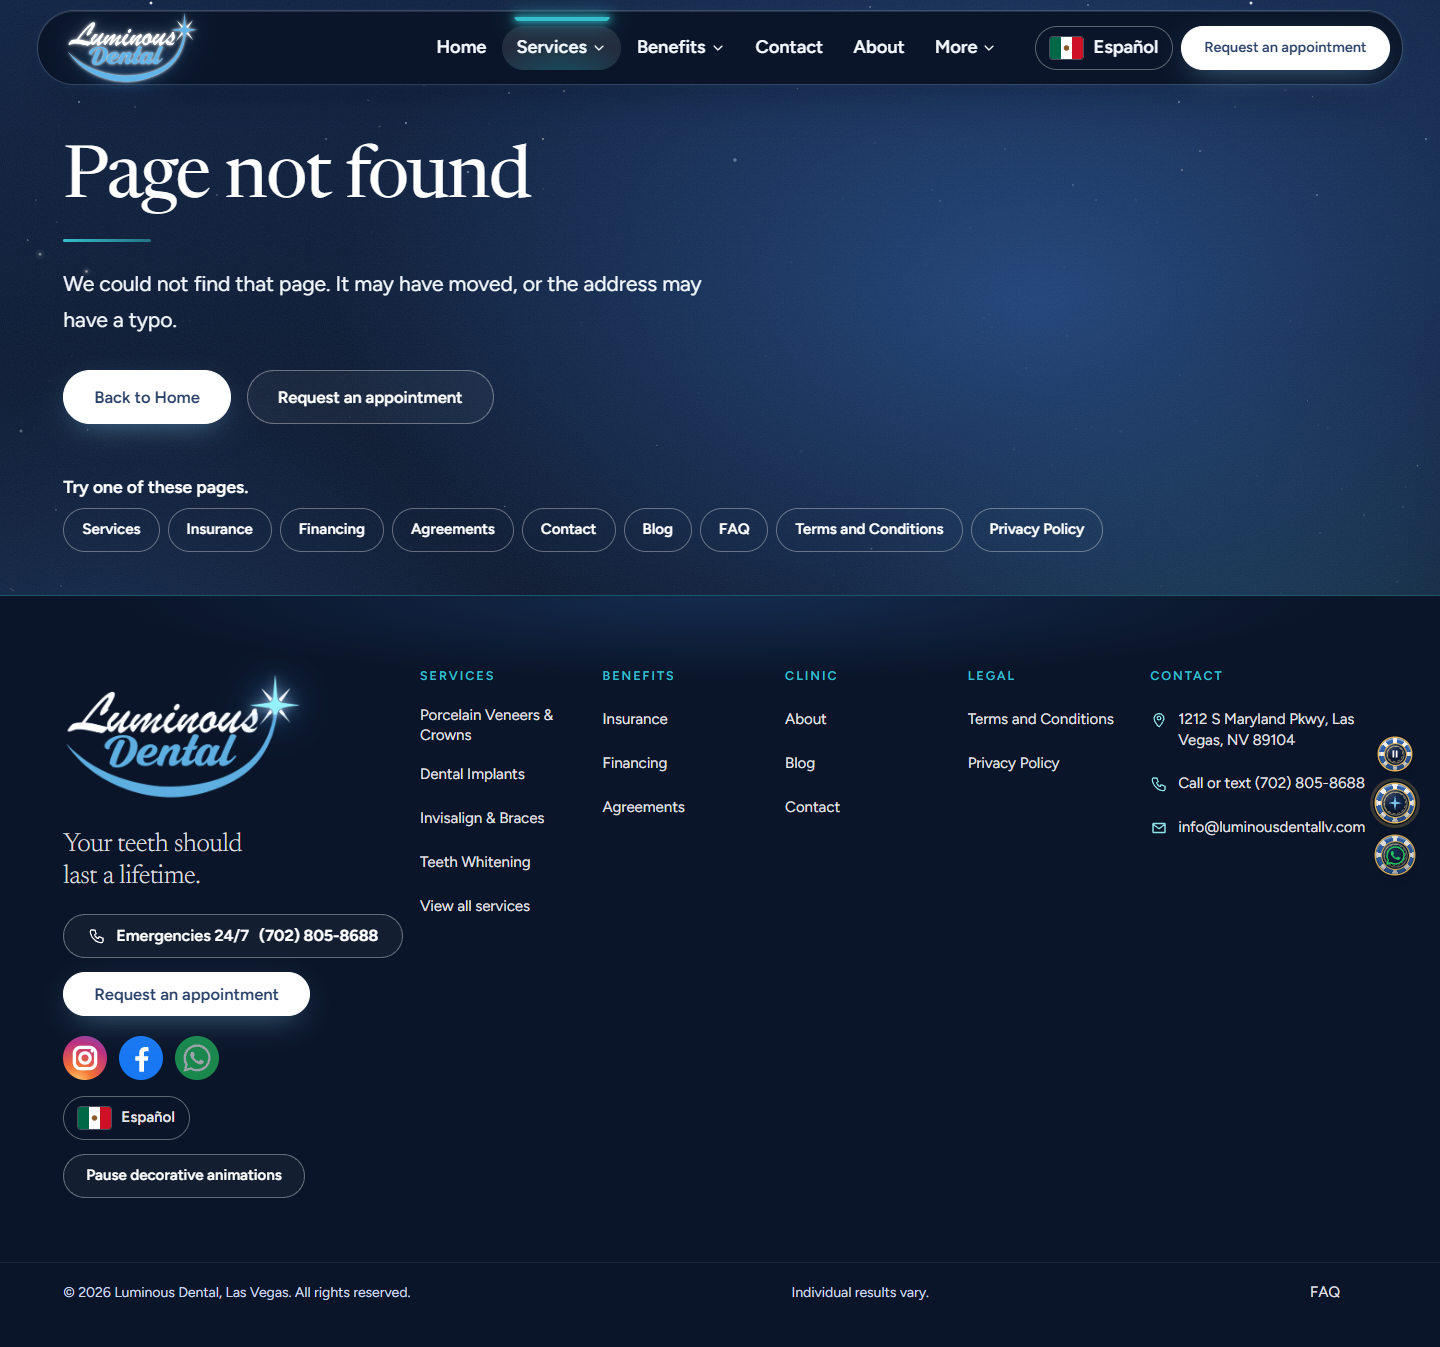 Luminous
Dental
Home
Services
Benefits
Contact
About
More
Español
Request an appointment
Page not found
We could not find that page. It may have moved, or the address may
have a typo.
Back to Home
Request an appointment
Try one of these pages.
Services
Insurance
Financing
Agreements
Contact
Blog
FAQ
Terms and Conditions
Privacy Policy
Luminous
Dental
Your teeth should
last a lifetime.
Emergencies 24/7 (702) 805-8688
Request an appointment
Español
Pause decorative animations
SERVICES
Porcelain Veneers &
Crowns
Dental Implants
Invisalign & Braces
Teeth Whitening
View all services
BENEFITS
Insurance
Financing
Agreements
CLINIC
About
Blog
Contact
LEGAL
Terms and Conditions
Privacy Policy
CONTACT
1212 S Maryland Pkwy, Las
Vegas, NV 89104
Call or text (702) 805-8688
info@luminousdentallv.com
© 2026 Luminous Dental, Las Vegas. All rights reserved.
Individual results vary.
FAQ